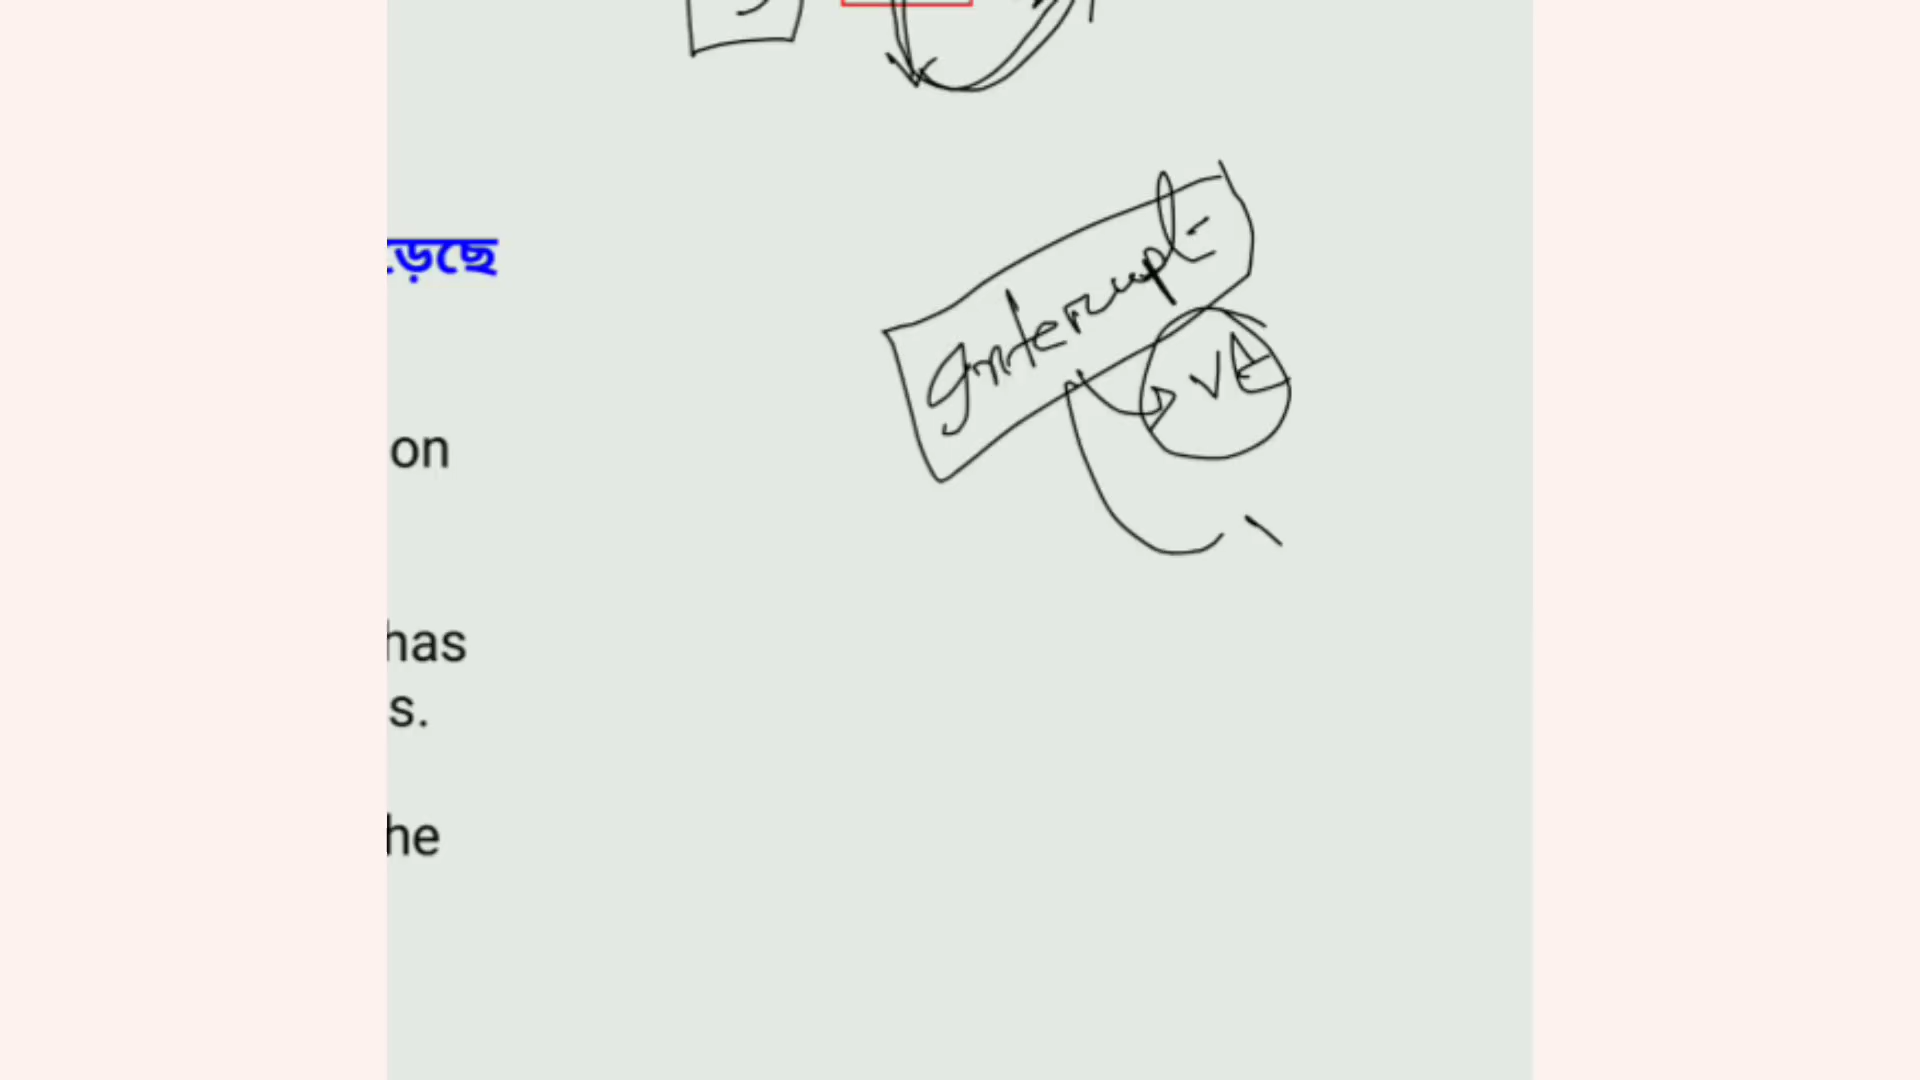 ড়েছে
Interrupt
VE
on
has
s.
he